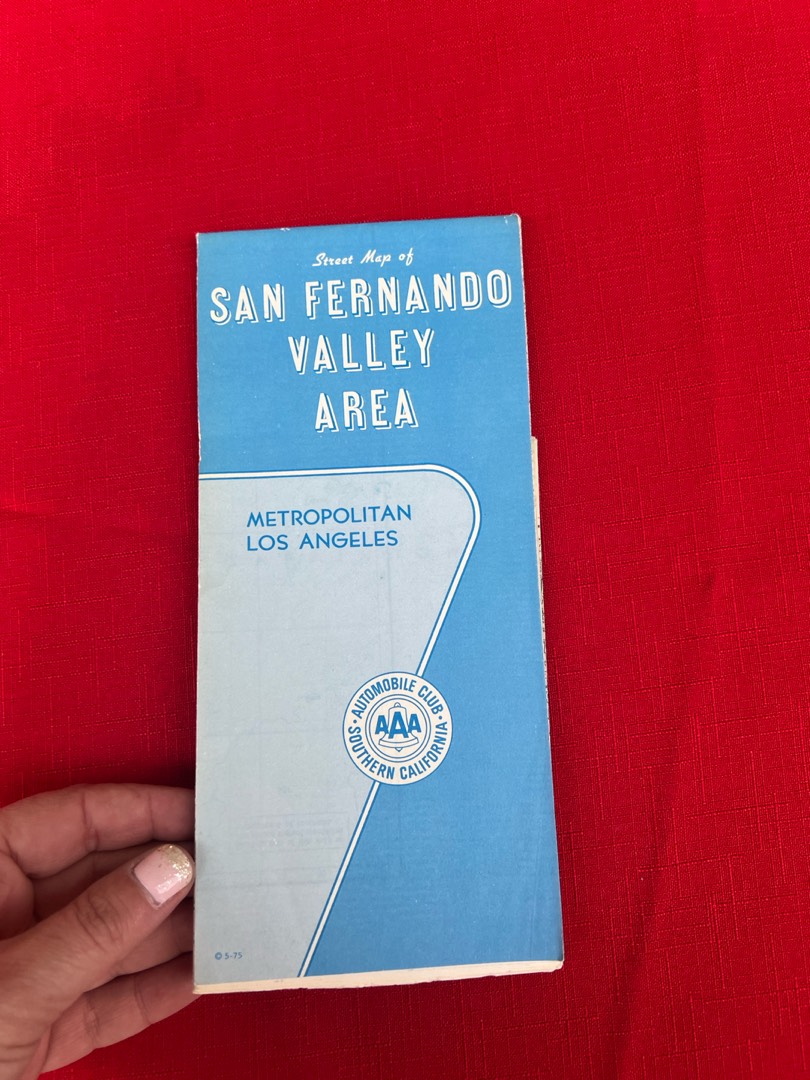 Street Map of
SAN FERNANDO
VALLEY
AREA
METROPOLITAN
LOS ANGELES
AUTOMOBILE CLUB
AAA
SOUTHERN CALIFORNIA
© 5-75